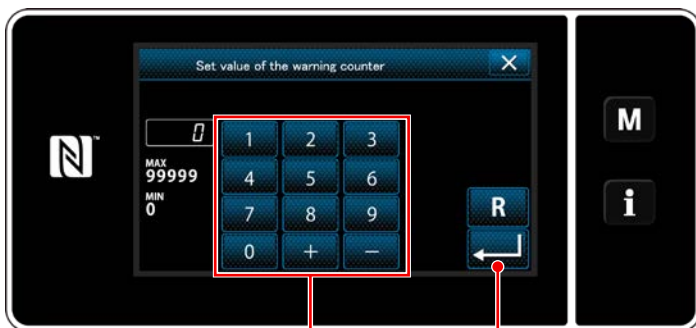 Set value of the warning counter
0
MAX
99999
MIN
0
1 2 3
4 5 6
7 8 9
0 + −
R
M
i
N